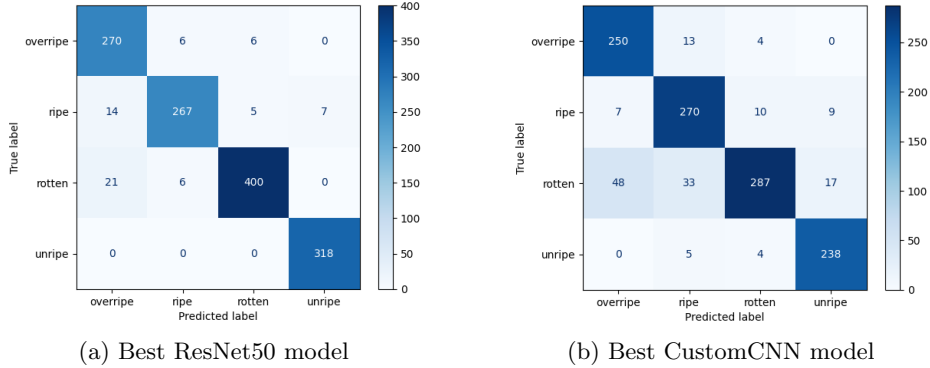 overripe 270 6 6 0
ripe 14 267 5 7
rotten 21 6 400 0
unripe 0 0 0 318
overripe ripe rotten unripe
Predicted label
True label
400
350
300
250
200
150
100
50
0
(a) Best ResNet50 model
overripe 250 13 4 0
ripe 7 270 10 9
rotten 48 33 287 17
unripe 0 5 4 238
overripe ripe rotten unripe
Predicted label
True label
250
200
150
100
50
0
(b) Best CustomCNN model